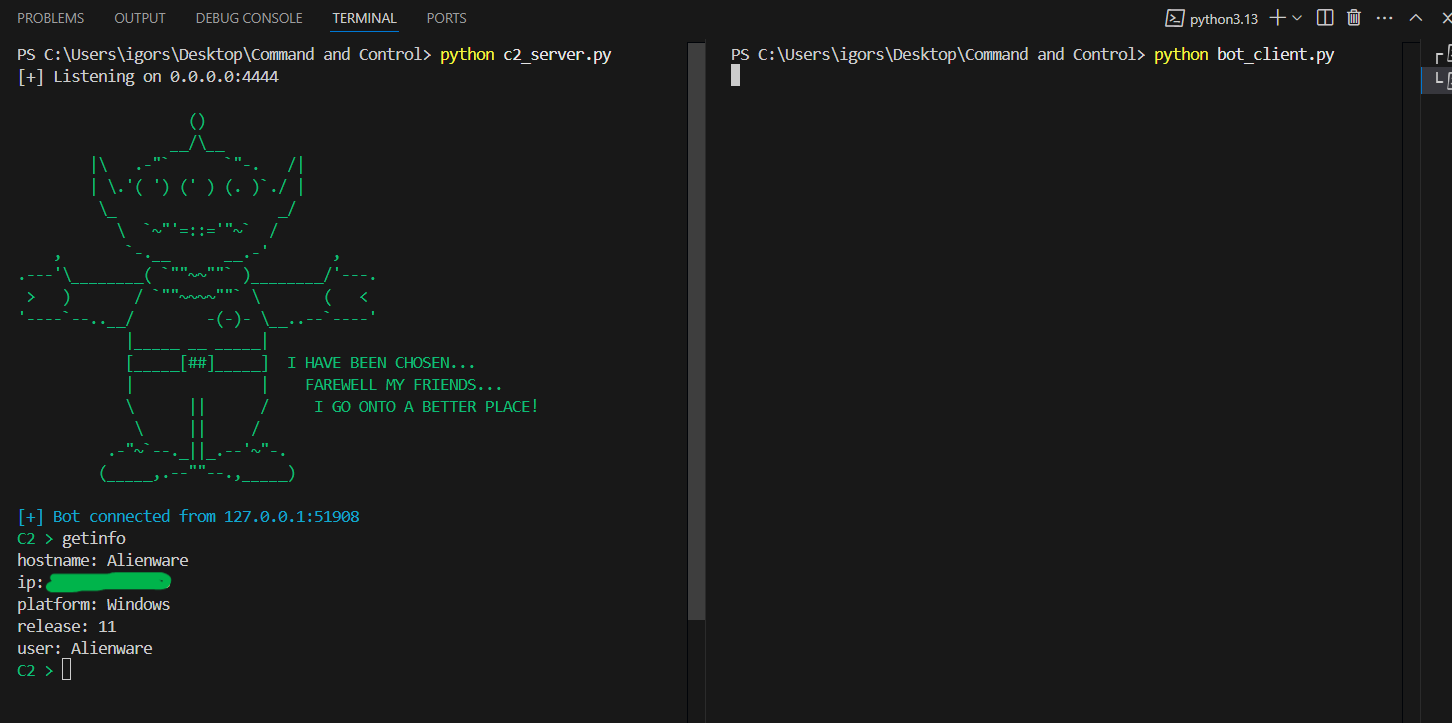 PROBLEMS OUTPUT DEBUG CONSOLE TERMINAL PORTS python3.13
PS C:\Users\igors\Desktop\Command and Control> python c2_server.py
[+] Listening on 0.0.0.0:4444
I HAVE BEEN CHOSEN...
FAREWELL MY FRIENDS...
I GO ONTO A BETTER PLACE!
[+] Bot connected from 127.0.0.1:51908
C2 > getinfo
hostname: Alienware
ip:
platform: Windows
release: 11
user: Alienware
C2 >
PS C:\Users\igors\Desktop\Command and Control> python bot_client.py